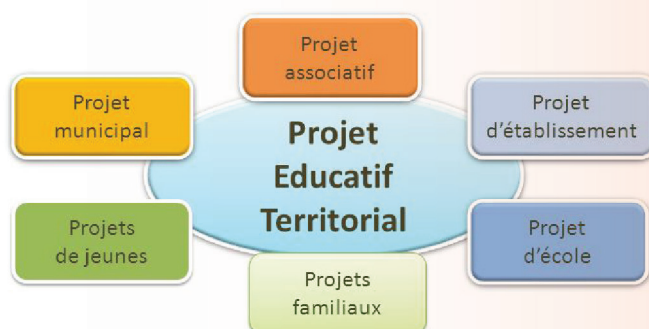 Projet
associatif
Projet
municipal
Projet
d'établissement
Projet
Educatif
Territorial
Projets
de jeunes
Projet
d'école
Projets
familiaux